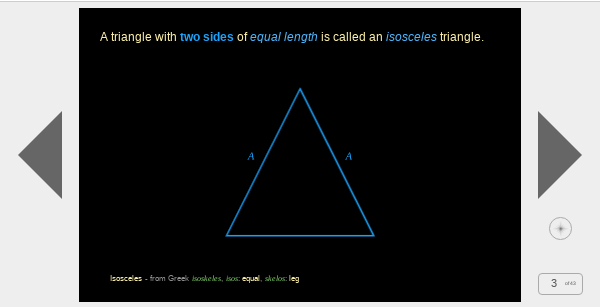 A triangle with two sides of equal length is called an isosceles triangle.
A A
Isosceles - from Greek isoskeles, isos: equal, skelos: leg
3 of 43